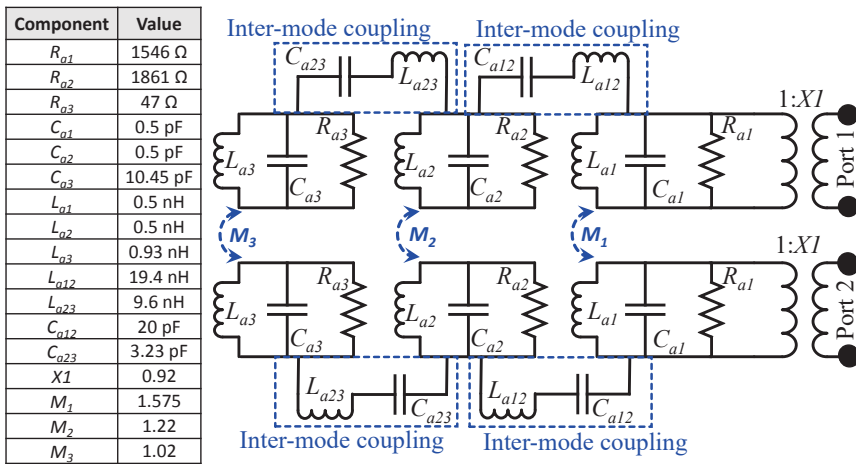 Component Value
Ra1 1546 Ω
Ra2 1861 Ω
Ra3 47 Ω
Ca1 0.5 pF
Ca2 0.5 pF
Ca3 10.45 pF
La1 0.5 nH
La2 0.5 nH
La3 0.93 nH
La12 19.4 nH
La23 9.6 nH
Ca12 20 pF
Ca23 3.23 pF
X1 0.92
M1 1.575
M2 1.22
M3 1.02
Inter-mode coupling Inter-mode coupling
Ca23 La23 Ca12 La12
1:X1
Ra3 Ra2 Ra1
La3 La2 La1
Ca3 Ca2 Ca1
Port 1
M3 M2 M1
1:X1
Ra3 Ra2 Ra1
La3 La2 La1
Ca3 Ca2 Ca1
Port 2
La23 Ca23 La12 Ca12
Inter-mode coupling Inter-mode coupling